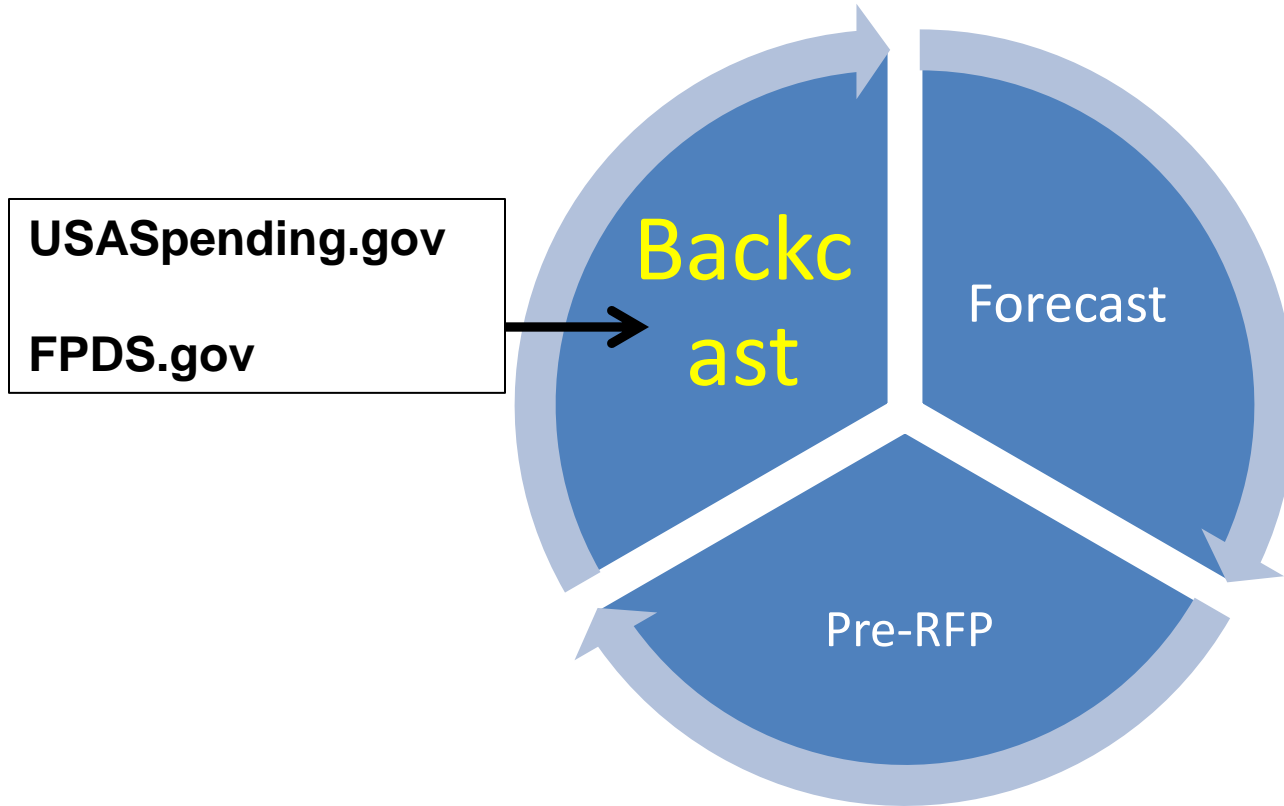 USASpending.gov
FPDS.gov
Backc
ast
Forecast
Pre-RFP